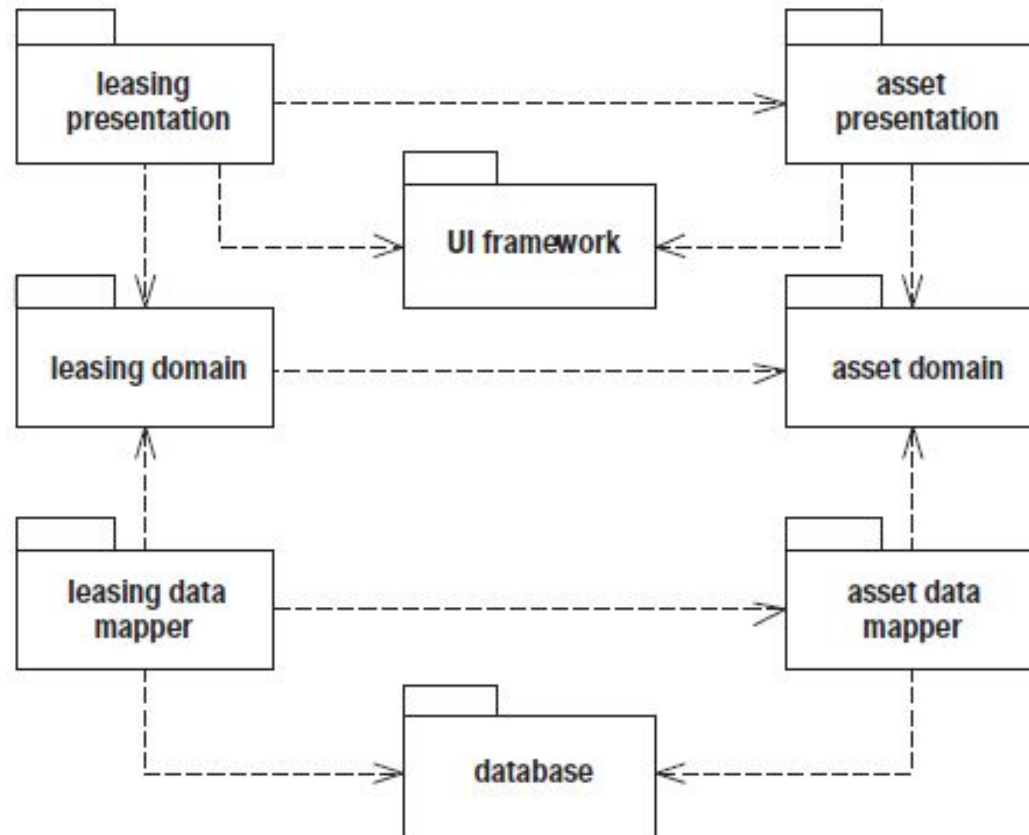 leasing
presentation
asset
presentation
UI framework
leasing domain
asset domain
leasing data
mapper
asset data
mapper
database